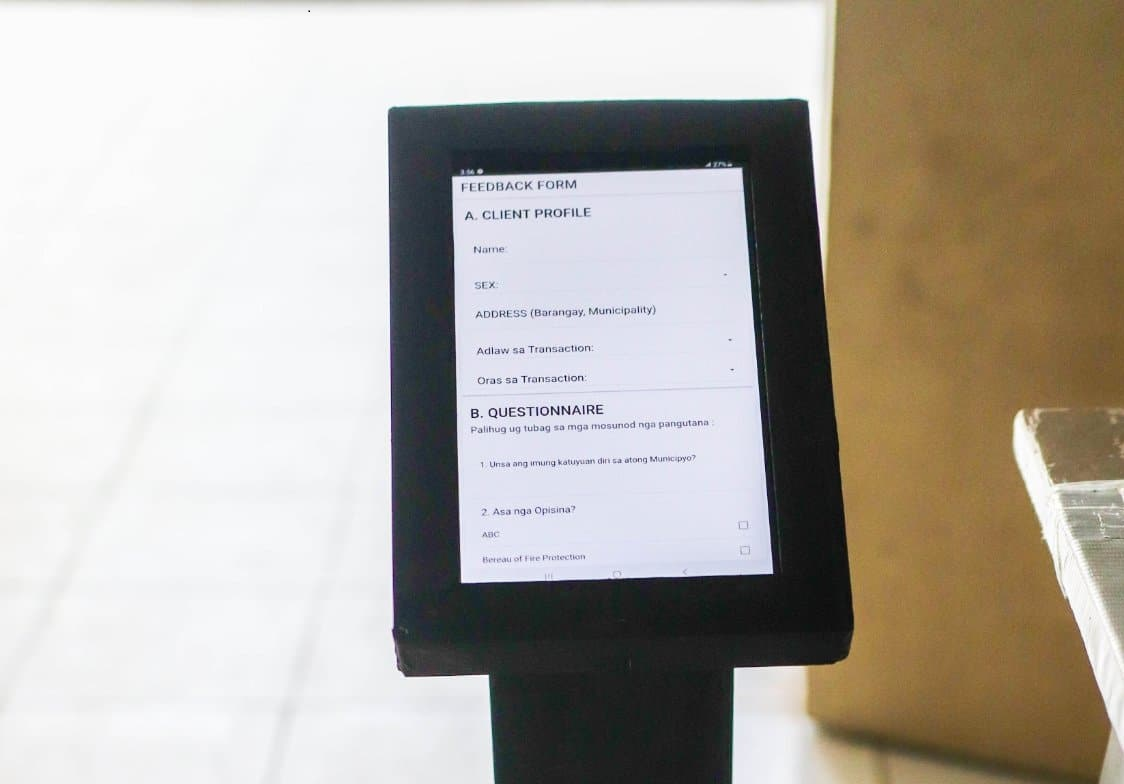 3:56
27%
FEEDBACK FORM
A. CLIENT PROFILE
Name:
SEX:
ADDRESS (Barangay, Municipality)
Adlaw sa Transaction:
Oras sa Transaction:
B. QUESTIONNAIRE
Palihug ug tubag sa mga mosunod nga pangutana :
1. Unsa ang imung katuyuan diri sa atong Municipyo?
2. Asa nga Opisina?
ABC
Bereau of Fire Protection